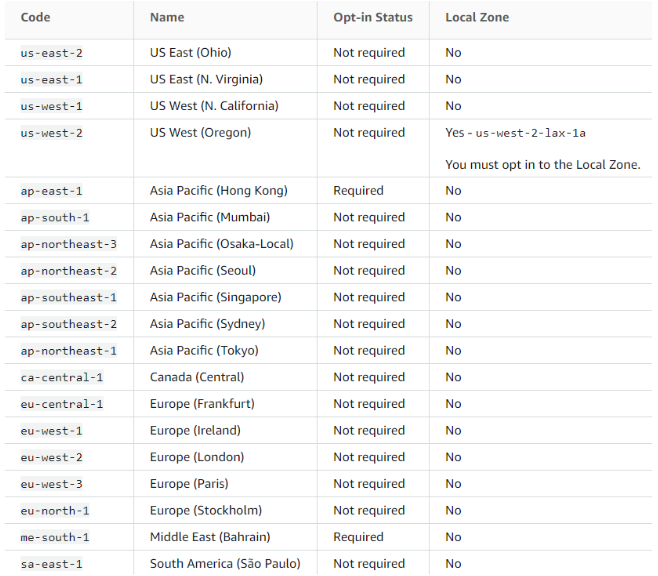 Code Name Opt-in Status Local Zone
us-east-2 US East (Ohio) Not required No
us-east-1 US East (N. Virginia) Not required No
us-west-1 US West (N. California) Not required No
us-west-2 US West (Oregon) Not required Yes - us-west-2-lax-1a
You must opt in to the Local Zone.
ap-east-1 Asia Pacific (Hong Kong) Required No
ap-south-1 Asia Pacific (Mumbai) Not required No
ap-northeast-3 Asia Pacific (Osaka-Local) Not required No
ap-northeast-2 Asia Pacific (Seoul) Not required No
ap-southeast-1 Asia Pacific (Singapore) Not required No
ap-southeast-2 Asia Pacific (Sydney) Not required No
ap-northeast-1 Asia Pacific (Tokyo) Not required No
ca-central-1 Canada (Central) Not required No
eu-central-1 Europe (Frankfurt) Not required No
eu-west-1 Europe (Ireland) Not required No
eu-west-2 Europe (London) Not required No
eu-west-3 Europe (Paris) Not required No
eu-north-1 Europe (Stockholm) Not required No
me-south-1 Middle East (Bahrain) Required No
sa-east-1 South America (São Paulo) Not required No